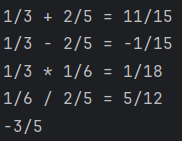 1/3 + 2/5 = 11/15
1/3 - 2/5 = -1/15
1/3 * 1/6 = 1/18
1/6 / 2/5 = 5/12
-3/5